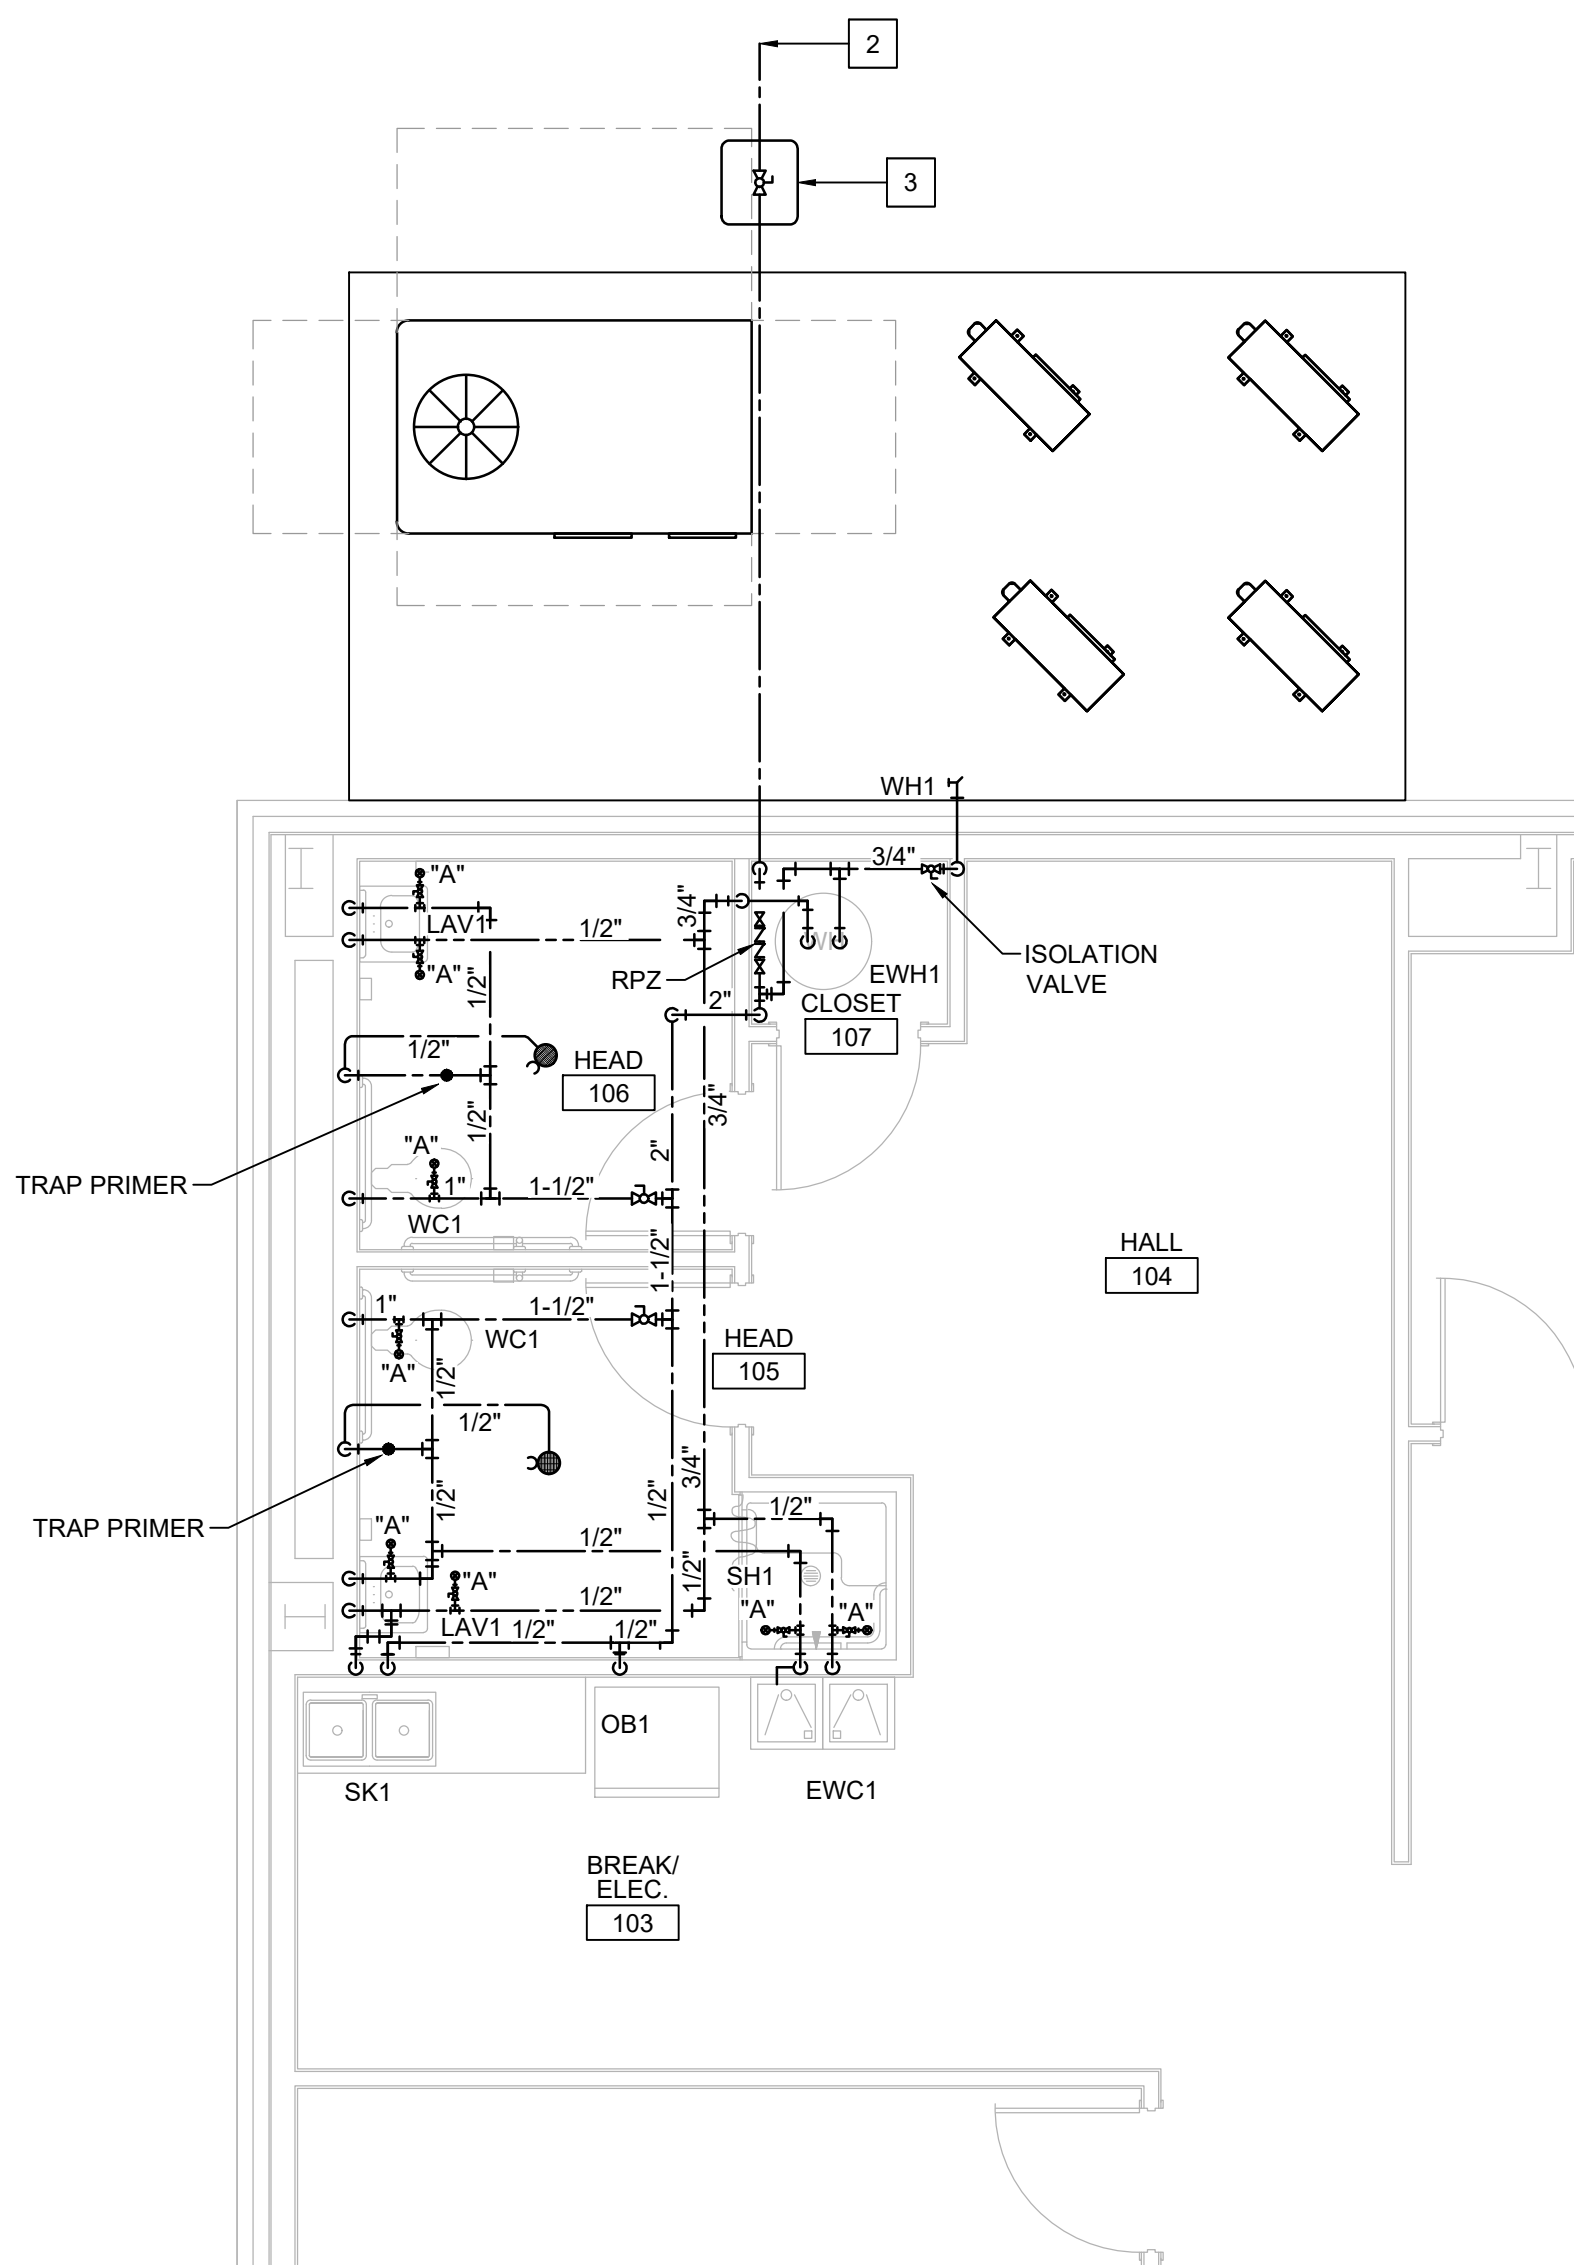 2
3
WH1
"A"
3/4"
3/4"
LAV1
1/2"
"A"
ISOLATION
VALVE
RPZ
EWH1
1/2"
2"
CLOSET
107
1/2"
HEAD
106
3/4"
1/2"
"A"
2"
TRAP PRIMER
1"
1-1/2"
WC1
HALL
104
1-1/2"
1"
1-1/2"
WC1
HEAD
105
"A"
1/2"
1/2"
3/4"
1/2"
1/2"
1/2"
TRAP PRIMER
"A"
1/2"
1/2"
SH1
"A"
1/2"
"A"
"A"
LAV1
1/2"
1/2"
OB1
SK1
EWC1
BREAK/
ELEC.
103